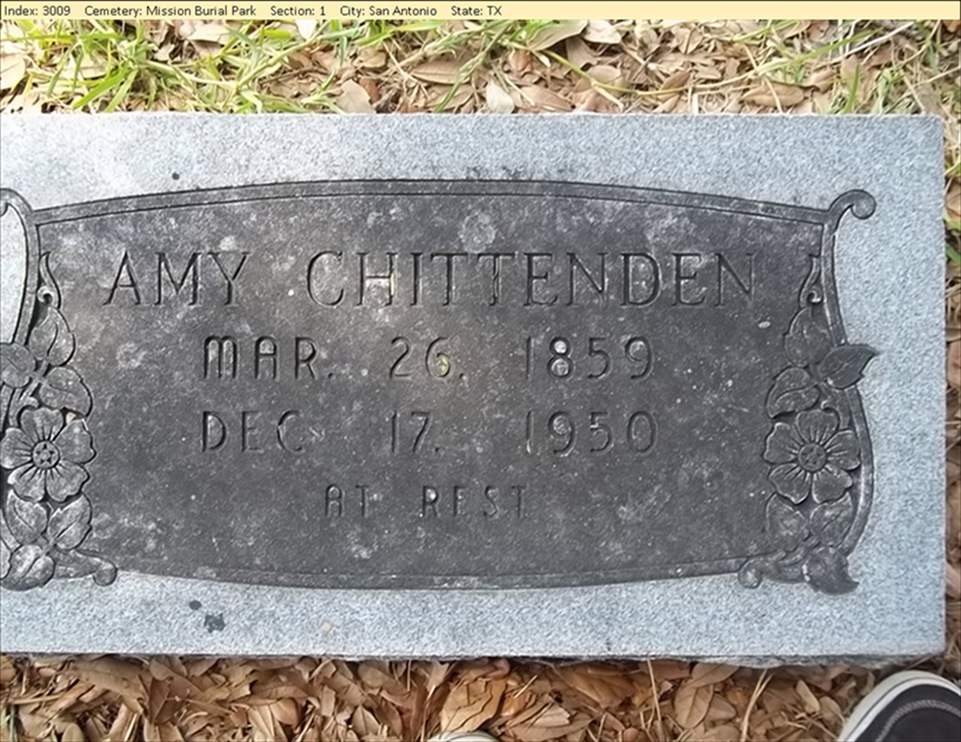 Index: 3009 Cemetery: Mission Burial Park Section: 1 City: San Antonio State: TX
AMY CHITTENDEN
MAR. 26. 1859
DEC 17. 1950
AT REST